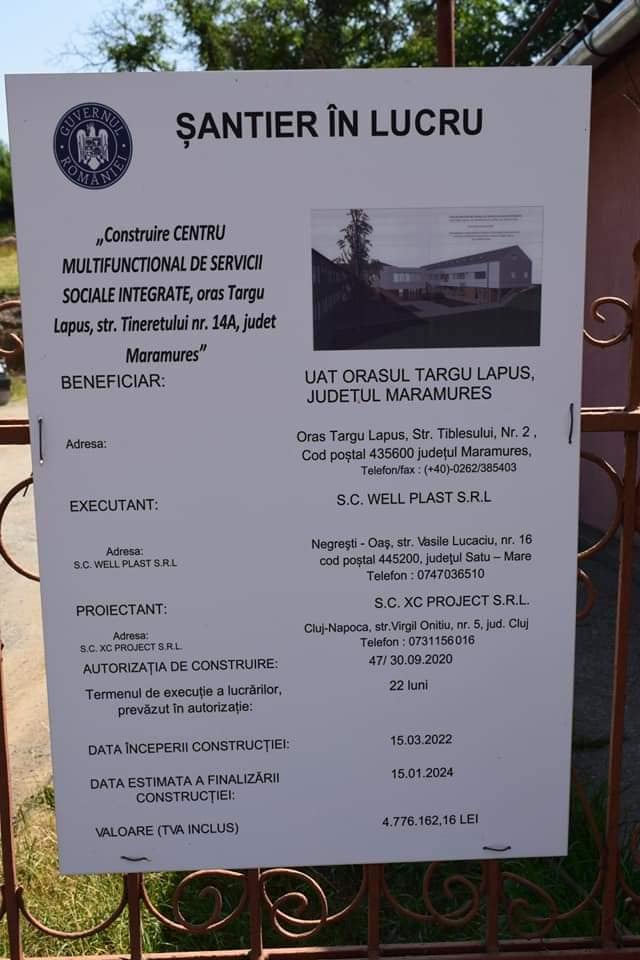 GUVERNUL ROMÂNIEI
ȘANTIER ÎN LUCRU
„Construire CENTRU
MULTIFUNCTIONAL DE SERVICII
SOCIALE INTEGRATE, oras Targu
Lapus, str. Tineretului nr. 14A, judet
Maramures”
BENEFICIAR:
UAT ORASUL TARGU LAPUS,
JUDEȚUL MARAMURES
Adresa:
Oras Targu Lapus, Str. Tiblesului, Nr. 2 ,
Cod poștal 435600 județul Maramures,
Telefon/fax : (+40)-0262/385403
EXECUTANT:
S.C. WELL PLAST S.R.L
Adresa:
S.C. WELL PLAST S.R.L
Negrești - Oaș, str. Vasile Lucaciu, nr. 16
cod poștal 445200, județul Satu – Mare
Telefon : 0747036510
PROIECTANT:
S.C. XC PROJECT S.R.L.
Adresa:
S.C. XC PROJECT S.R.L.
Cluj-Napoca, str.Virgil Onitiu, nr. 5, jud. Cluj
Telefon : 0731156016
AUTORIZAȚIA DE CONSTRUIRE:
47/ 30.09.2020
Termenul de execuție a lucrărilor,
prevăzut în autorizație:
22 luni
DATA ÎNCEPERII CONSTRUCȚIEI:
15.03.2022
DATA ESTIMATA A FINALIZĂRII
CONSTRUCȚIEI:
15.01.2024
VALOARE (TVA INCLUS)
4.776.162,16 LEI